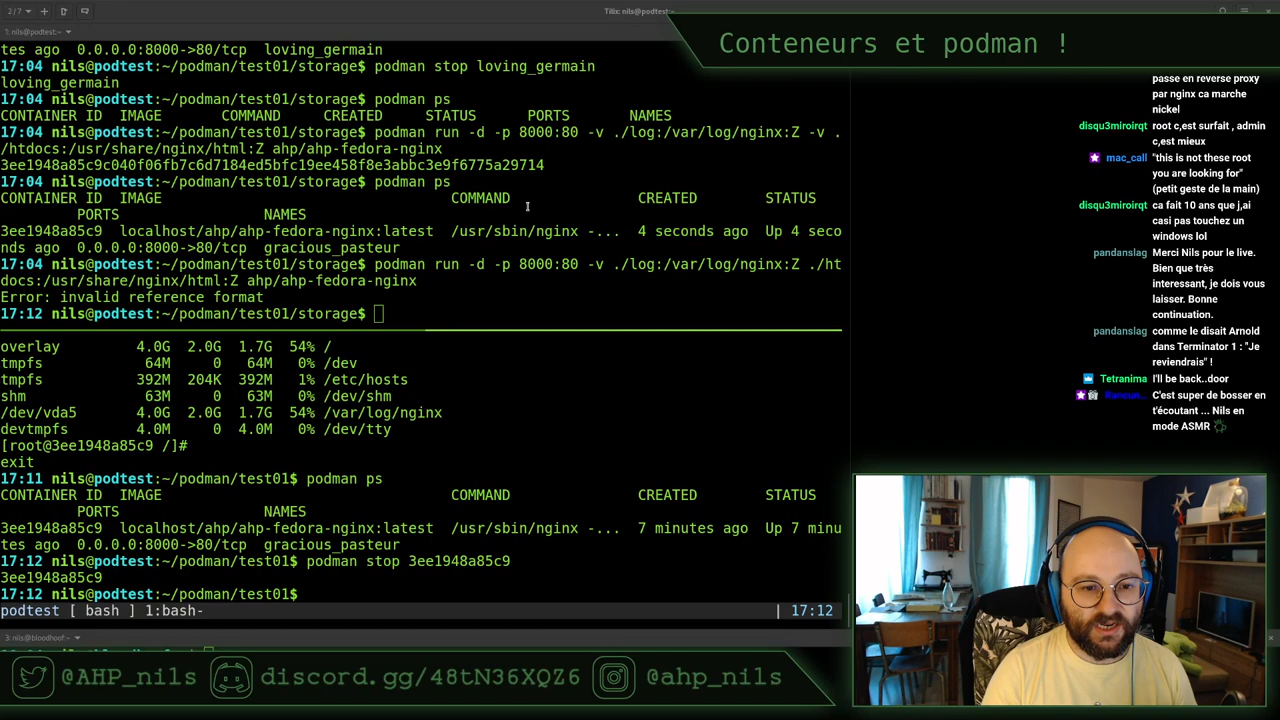 2/7
Tilix: nils@podtest:~
1: nils@podtest:~
Conteneurs et podman !
tes ago  0.0.0.0:8000->80/tcp  loving_germain
17:04 nils@podtest:~/podman/test01/storage$ podman stop loving_germain
loving_germain
17:04 nils@podtest:~/podman/test01/storage$ podman ps
CONTAINER ID  IMAGE       COMMAND     CREATED     STATUS      PORTS       NAMES
17:04 nils@podtest:~/podman/test01/storage$ podman run -d -p 8000:80 -v ./log:/var/log/nginx:Z -v .
/htdocs:/usr/share/nginx/html:Z ahp/ahp-fedora-nginx
3ee1948a85c9c040f06fb7c6d7184ed5bfc19ee458f8e3abbc3e9f6775a29714
17:04 nils@podtest:~/podman/test01/storage$ podman ps
CONTAINER ID  IMAGE                                  COMMAND               CREATED        STATUS
PORTS                 NAMES
3ee1948a85c9  localhost/ahp/ahp-fedora-nginx:latest  /usr/sbin/nginx -...  4 seconds ago  Up 4 seco
nds ago  0.0.0.0:8000->80/tcp  gracious_pasteur
17:04 nils@podtest:~/podman/test01/storage$ podman run -d -p 8000:80 -v ./log:/var/log/nginx:Z ./ht
docs:/usr/share/nginx/html:Z ahp/ahp-fedora-nginx
Error: invalid reference format
17:12 nils@podtest:~/podman/test01/storage$
overlay         4.0G  2.0G  1.7G  54% /
tmpfs            64M     0   64M   0% /dev
tmpfs           392M  204K  392M   1% /etc/hosts
shm              63M     0   63M   0% /dev/shm
/dev/vda5       4.0G  2.0G  1.7G  54% /var/log/nginx
devtmpfs        4.0M     0  4.0M   0% /dev/tty
[root@3ee1948a85c9 /]#
exit
17:11 nils@podtest:~/podman/test01$ podman ps
CONTAINER ID  IMAGE                                  COMMAND               CREATED        STATUS
PORTS                 NAMES
3ee1948a85c9  localhost/ahp/ahp-fedora-nginx:latest  /usr/sbin/nginx -...  7 minutes ago  Up 7 minu
tes ago  0.0.0.0:8000->80/tcp  gracious_pasteur
17:12 nils@podtest:~/podman/test01$ podman stop 3ee1948a85c9
3ee1948a85c9
17:12 nils@podtest:~/podman/test01$
podtest [ bash ] 1:bash- | 17:12
3: nils@bloodhoof:~
passe en reverse proxy
par nginx ca marche
nickel
disqu3miroirqt root c,est surfait , admin
c,est mieux
mac_call "this is not these root
you are looking for"
(petit geste de la main)
disqu3miroirqt ca fait 10 ans que j,ai
casi pas touchez un
windows lol
pandanslag Merci Nils pour le live.
Bien que très
interessant, je dois vous
laisser. Bonne
continuation.
pandanslag comme le disait Arnold
dans Terminator 1 : "Je
reviendrais" !
Tetranima I'll be back..door
C'est super de bosser en
t'écoutant ... Nils en
mode ASMR
@AHP_nils discord.gg/48tN36XQZ6 @ahp_nils